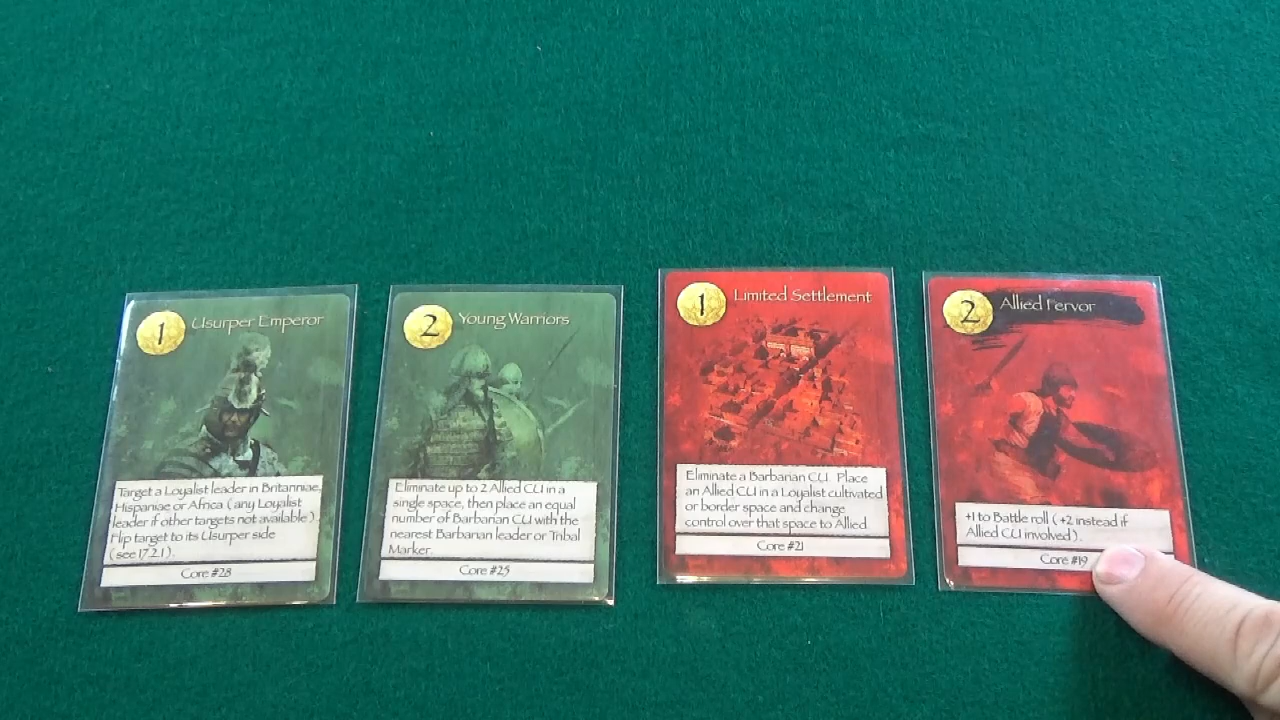 1 Usurper Emperor
Target a Loyalist leader in Britanniae,
Hispaniae or Africa (any Loyalist
leader if other targets not available).
Flip target to its Usurper side
(see 17.2.1).
Core #28
2 Young Warriors
Eliminate up to 2 Allied CU in a
single space, then place an equal
number of Barbarian CU with the
nearest Barbarian leader or Tribal
Marker.
Core #25
1 Limited Settlement
Eliminate a Barbarian CU. Place
an Allied CU in a Loyalist cultivated
or border space and change
control over that space to Allied.
Core #21
2 Allied Fervor
+1 to Battle roll (+2 instead if
Allied CU involved).
Core #19